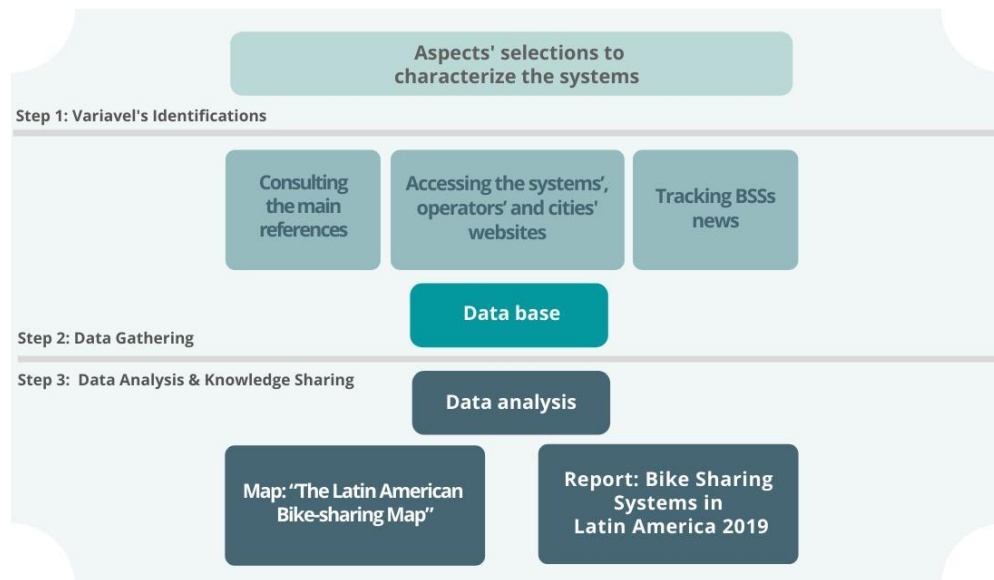 Aspects' selections to
characterize the systems
Step 1: Variavel's Identifications
Consulting
the main
references
Accessing the systems’,
operators’ and cities'
websites
Tracking BSSs
news
Data base
Step 2: Data Gathering
Step 3: Data Analysis & Knowledge Sharing
Data analysis
Map: “The Latin American
Bike-sharing Map”
Report: Bike Sharing
Systems in
Latin America 2019